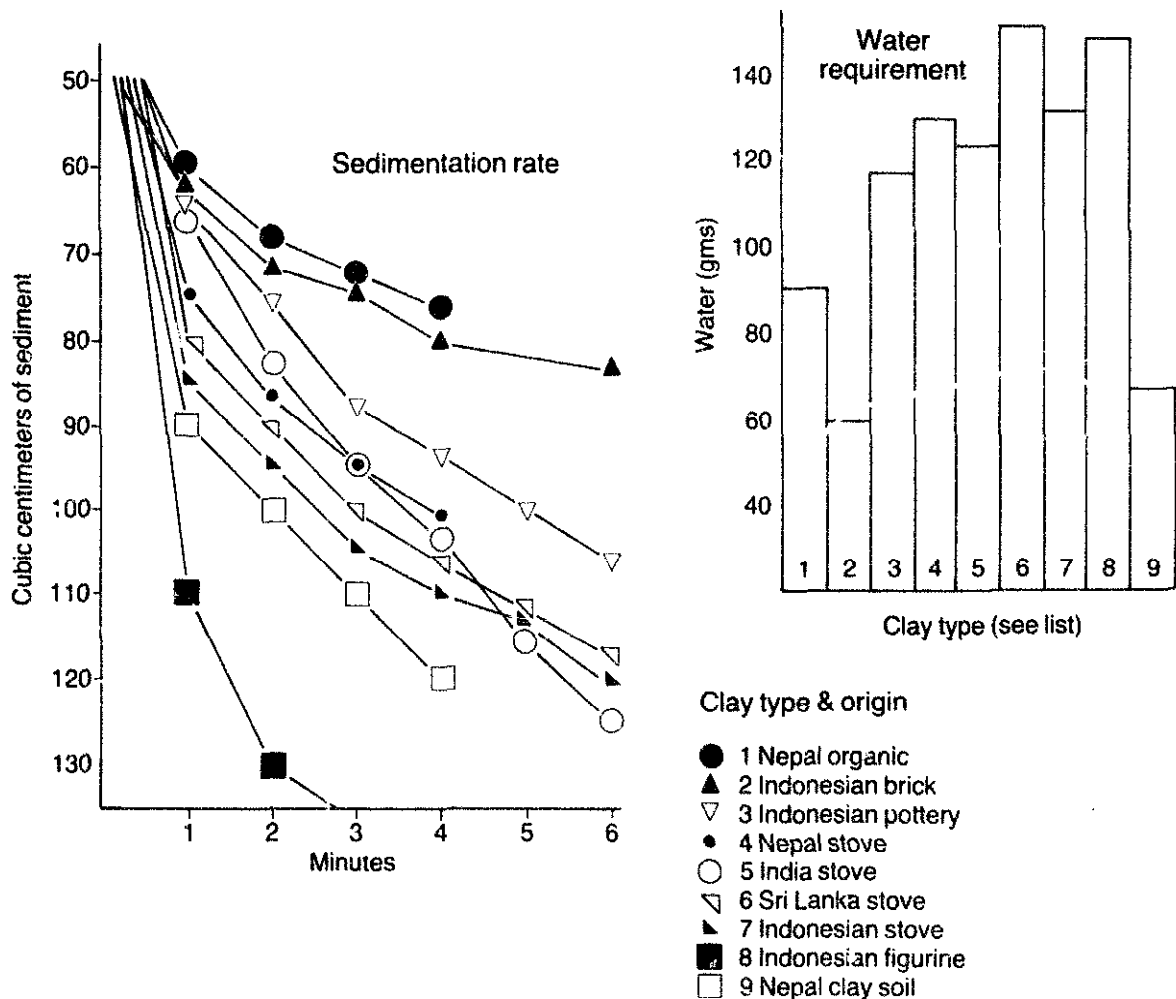 Sedimentation rate
Cubic centimeters of sediment
50
60
70
80
90
100
110
120
130
1 2 3 4 5 6
Minutes
Water
requirement
Water (gms)
140
120
100
80
60
40
1 2 3 4 5 6 7 8 9
Clay type (see list)
Clay type & origin
1 Nepal organic
2 Indonesian brick
3 Indonesian pottery
4 Nepal stove
5 India stove
6 Sri Lanka stove
7 Indonesian stove
8 Indonesian figurine
9 Nepal clay soil